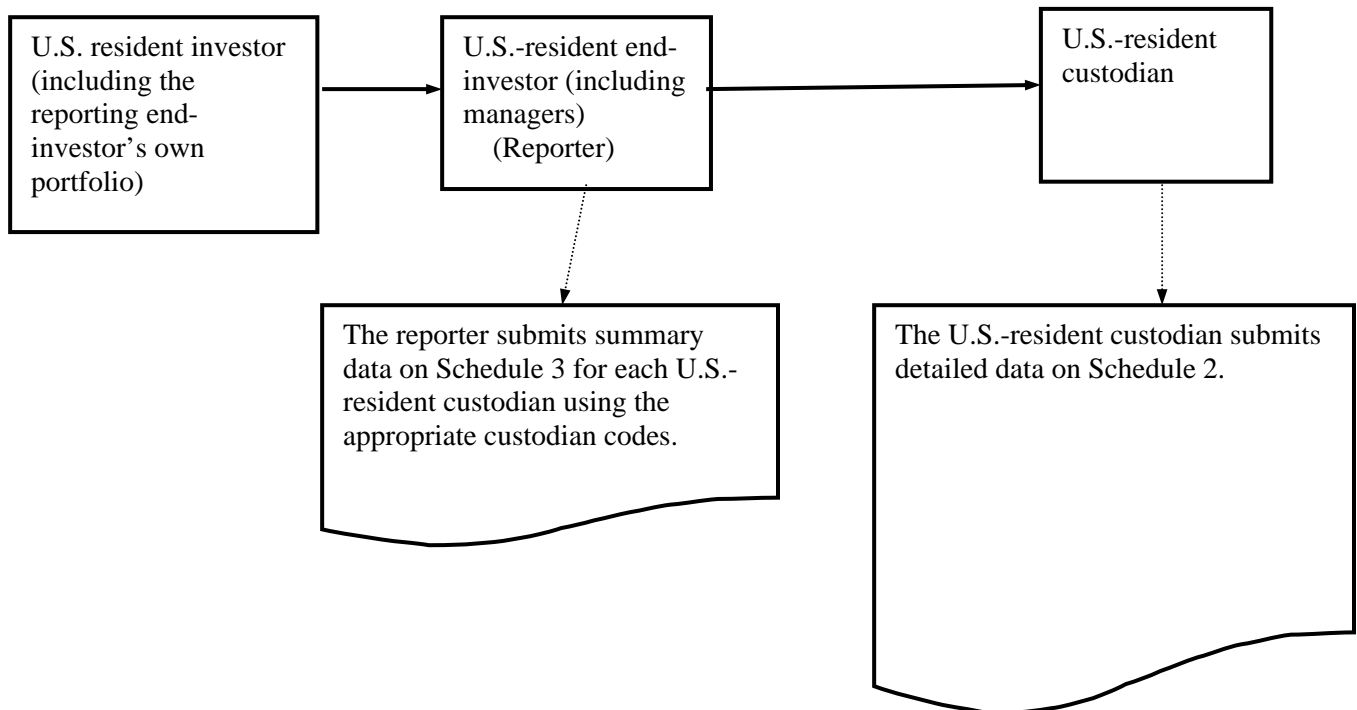 U.S. resident investor
(including the
reporting end-
investor’s own
portfolio)
U.S.-resident end-
investor (including
managers)
(Reporter)
U.S.-resident
custodian
The reporter submits summary
data on Schedule 3 for each U.S.-
resident custodian using the
appropriate custodian codes.
The U.S.-resident custodian submits
detailed data on Schedule 2.